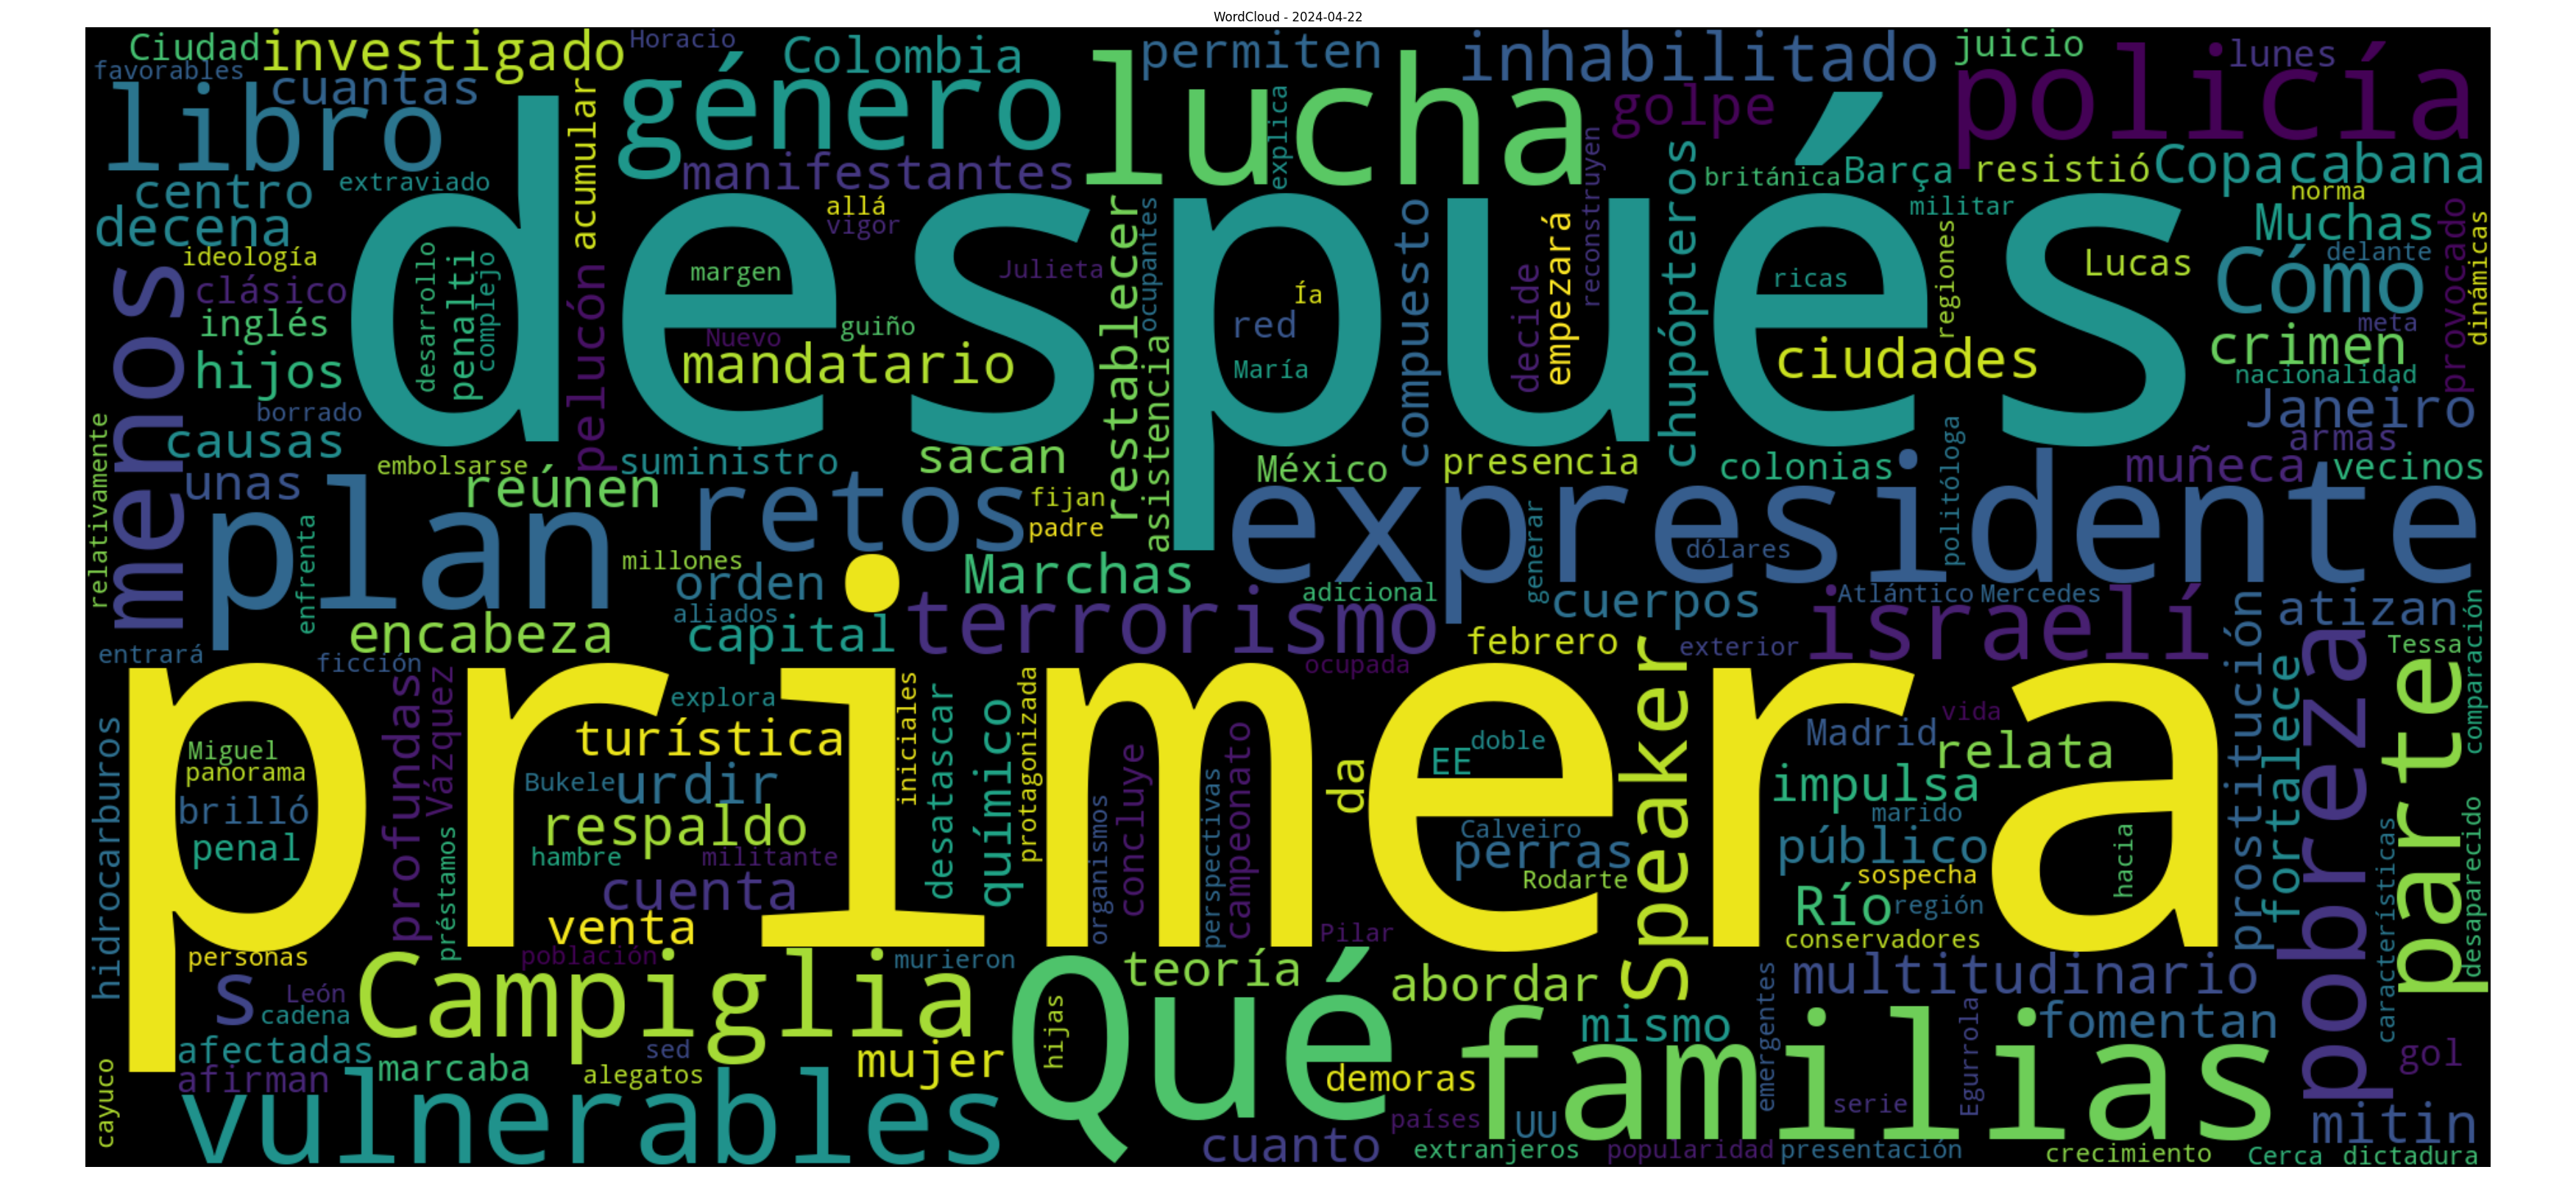 WordCloud - 2024-04-22
Ciudad
investigado
Horacio
Colombia
permiten
inhabilitado
juicio
lunes
favorables
cuantas
libro
acumular
género
lucha
explica
golpe
policía
manifestantes
reconstruyen
chupópteros
británica
Barça
resistió
Copacabana
centro
extraviado
decena
después
allá
vigor
restablecer
ocupantes
compuesto
militar
norma
Muchas
delante
dinámicas
provocado
ideología
menos
clásico
inglés
hijos
desarrollo
penalti
complejo
pelucón
margen
Julieta
Nuevo
guiño
mandatario
asistencia
Ía
red
María
decide
empezará
ricas
regiones
Lucas
Cómo
meta
crimen
nacionalidad
ciudades
relativamente
borrado
causas
Janeiro
armas
embolsarse
suministro
sacan
México
presencia
colonias
politóloga
muñeca
vecinos
unas
reúnen
plan
retos
fijan
padre
expresidente
generar
dólares
enfrenta
millones
orden
aliados
capital
Marchas
adicional
cuerpos
Atlántico
Mercedes
atizan
comparación
encabeza
terrorismo
febrero
exterior
israelí
prostitución
pobreza
Tessa
entrará
ficción
ocupada
Speaker
fortalece
parte
primera
hidrocarburos
profundas
Vázquez
explora
iniciales
desatascar
químico
protagonizada
Miguel
panorama
turística
concluye
campeonato
da
EE
doble
Madrid
vida
relata
brilló
Bukele
urdir
impulsa
penal
préstamos
respaldo
organismos
perspectivas
Calveiro
perras
marido
público
hacia
características
desaparecido
hambre
militante
cuenta
Rodarte
sospecha
Río
región
venta
Pilar
conservadores
personas
población
murieron
teoría
s
León
cadena
Campiglia
Qué
hijas
abordar
multitudinario
emergentes
mismo
fomentan
afectadas
sed
mujer
familias
Egurrola
gol
cayuco
afirman
marcaba
alegatos
demoras
vulnerables
países
UU
serie
mitin
cuanto
extranjeros
popularidad
presentación
crecimiento
Cerca
dictadura